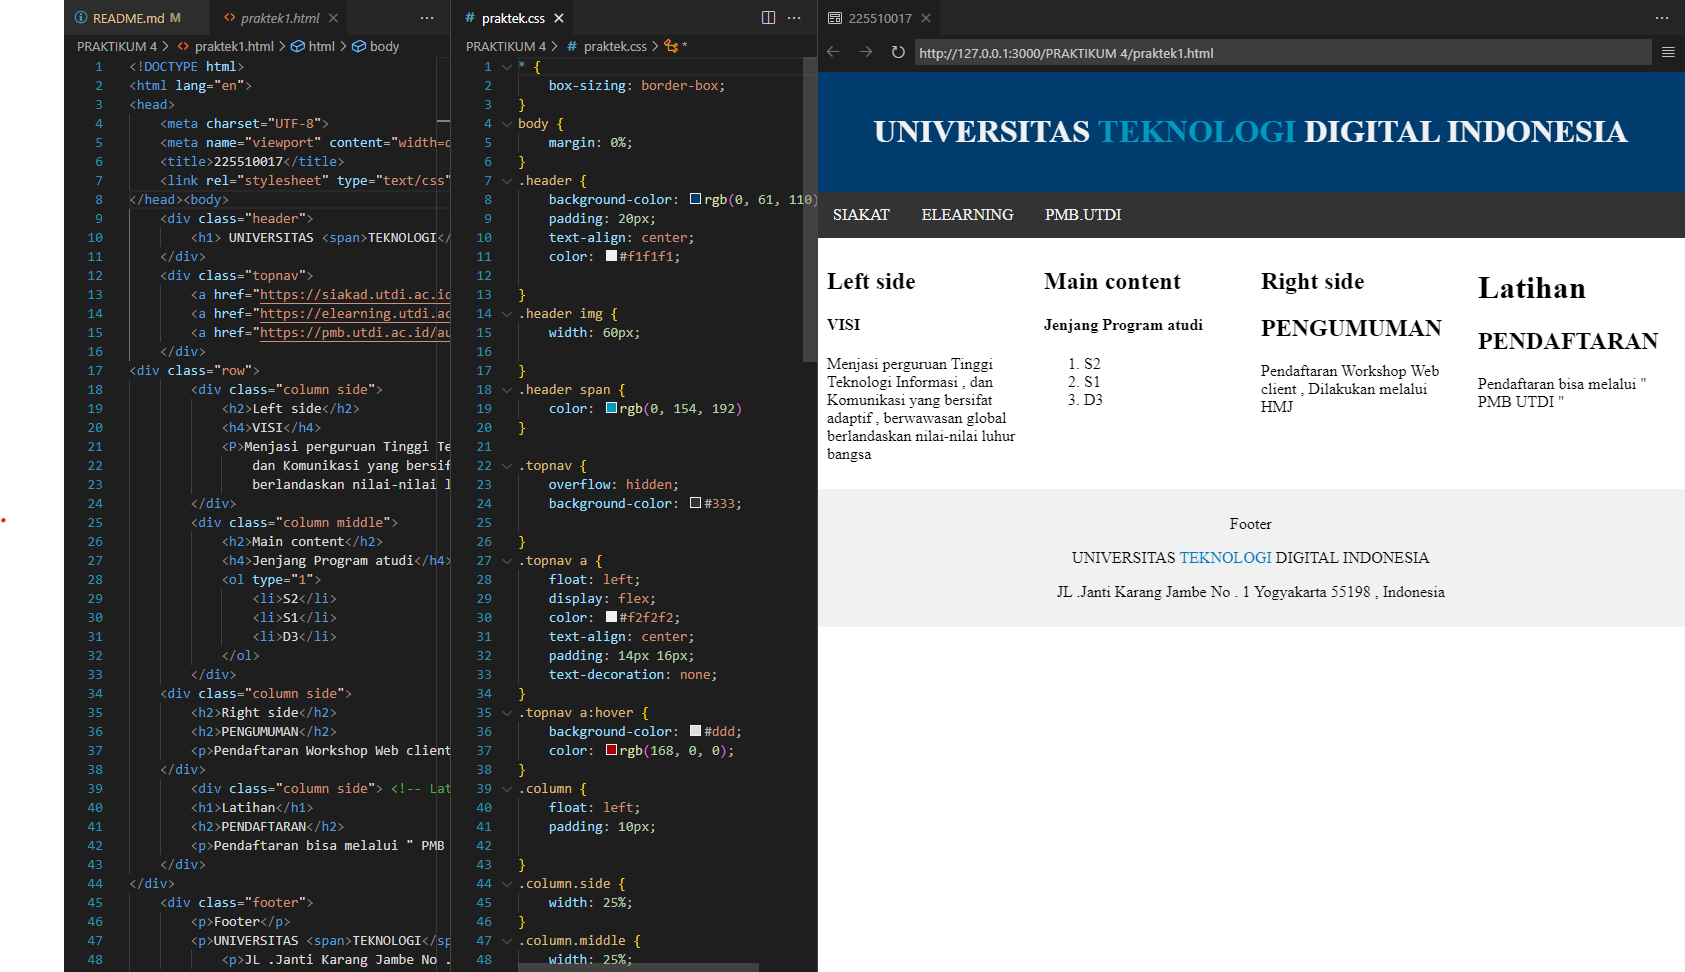 README.md M
praktek1.html
PRAKTIKUM 4 > praktek1.html > html > body
1 <!DOCTYPE html>
2 <html lang="en">
3 <head>
4 <meta charset="UTF-8">
5 <meta name="viewport" content="width=
6 <title>225510017</title>
7 <link rel="stylesheet" type="text/css"
8 </head><body>
9 <div class="header">
10 <h1> UNIVERSITAS <span>TEKNOLOGI</
11 </div>
12 <div class="topnav">
13 <a href="https://siakad.utdi.ac.id
14 <a href="https://elearning.utdi.ac
15 <a href="https://pmb.utdi.ac.id/au
16 </div>
17 <div class="row">
18 <div class="column side">
19 <h2>Left side</h2>
20 <h4>VISI</h4>
21 <P>Menjasi perguruan Tinggi Te
22 dan Komunikasi yang bersif
23 berlandaskan nilai-nilai l
24 </div>
25 <div class="column middle">
26 <h2>Main content</h2>
27 <h4>Jenjang Program atudi</h4>
28 <ol type="1">
29 <li>S2</li>
30 <li>S1</li>
31 <li>D3</li>
32 </ol>
33 </div>
34 <div class="column side">
35 <h2>Right side</h2>
36 <h2>PENGUMUMAN</h2>
37 <p>Pendaftaran Workshop Web client
38 </div>
39 <div class="column side"> <!-- Lat
40 <h1>Latihan</h1>
41 <h2>PENDAFTARAN</h2>
42 <p>Pendaftaran bisa melalui " PMB
43 </div>
44 </div>
45 <div class="footer">
46 <p>Footer</p>
47 <p>UNIVERSITAS <span>TEKNOLOGI</sp
48 <p>JL .Janti Karang Jambe No .
# praktek.css
PRAKTIKUM 4 > # praktek.css > *
1 * {
2 box-sizing: border-box;
3 }
4 body {
5 margin: 0%;
6 }
7 .header {
8 background-color: rgb(0, 61, 110)
9 padding: 20px;
10 text-align: center;
11 color: #f1f1f1;
12
13 }
14 .header img {
15 width: 60px;
16
17 }
18 .header span {
19 color: rgb(0, 154, 192)
20 }
21
22 .topnav {
23 overflow: hidden;
24 background-color: #333;
25
26 }
27 .topnav a {
28 float: left;
29 display: flex;
30 color: #f2f2f2;
31 text-align: center;
32 padding: 14px 16px;
33 text-decoration: none;
34 }
35 .topnav a:hover {
36 background-color: #ddd;
37 color: rgb(168, 0, 0);
38 }
39 .column {
40 float: left;
41 padding: 10px;
42
43 }
44 .column.side {
45 width: 25%;
46 }
47 .column.middle {
48 width: 25%;
225510017
http://127.0.0.1:3000/PRAKTIKUM 4/praktek1.html
UNIVERSITAS TEKNOLOGI DIGITAL INDONESIA
SIAKAT ELEARNING PMB.UTDI
Left side
VISI
Menjasi perguruan Tinggi
Teknologi Informasi , dan
Komunikasi yang bersifat
adaptif , berwawasan global
berlandaskan nilai-nilai luhur
bangsa
Main content
Jenjang Program atudi
1. S2
2. S1
3. D3
Right side
PENGUMUMAN
Pendaftaran Workshop Web
client , Dilakukan melalui
HMJ
Latihan
PENDAFTARAN
Pendaftaran bisa melalui "
PMB UTDI "
Footer
UNIVERSITAS TEKNOLOGI DIGITAL INDONESIA
JL .Janti Karang Jambe No . 1 Yogyakarta 55198 , Indonesia